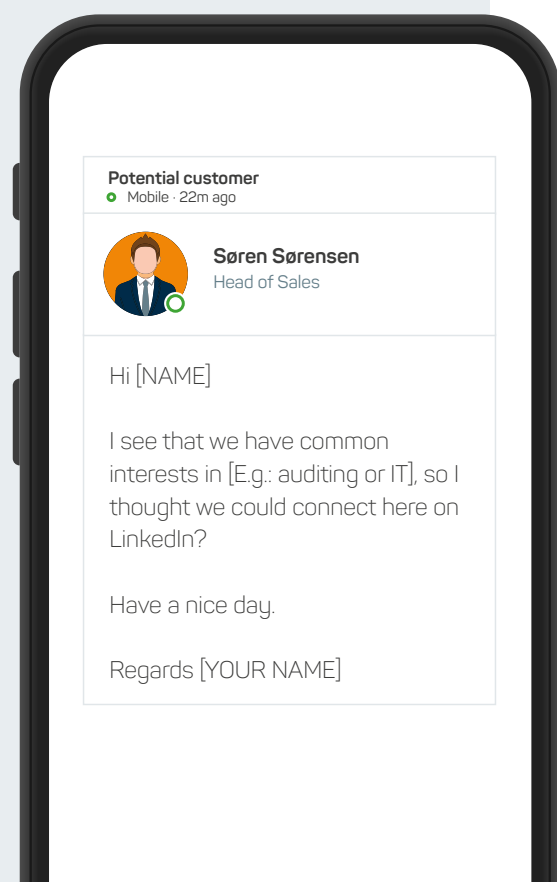 Potential customer
Mobile · 22m ago
Søren Sørensen
Head of Sales
Hi [NAME]
I see that we have common
interests in [E.g.: auditing or IT], so I
thought we could connect here on
LinkedIn?
Have a nice day.
Regards [YOUR NAME]